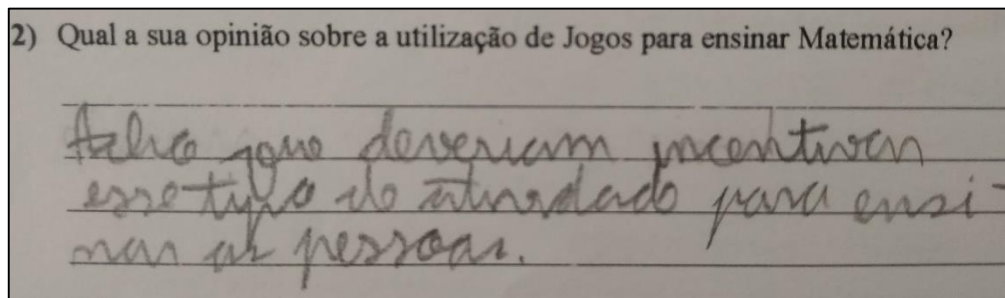 2) Qual a sua opinião sobre a utilização de Jogos para ensinar Matemática?
Acho que deveriam incentivar
esse tipo de atividade para ensi-
nar as pessoas.